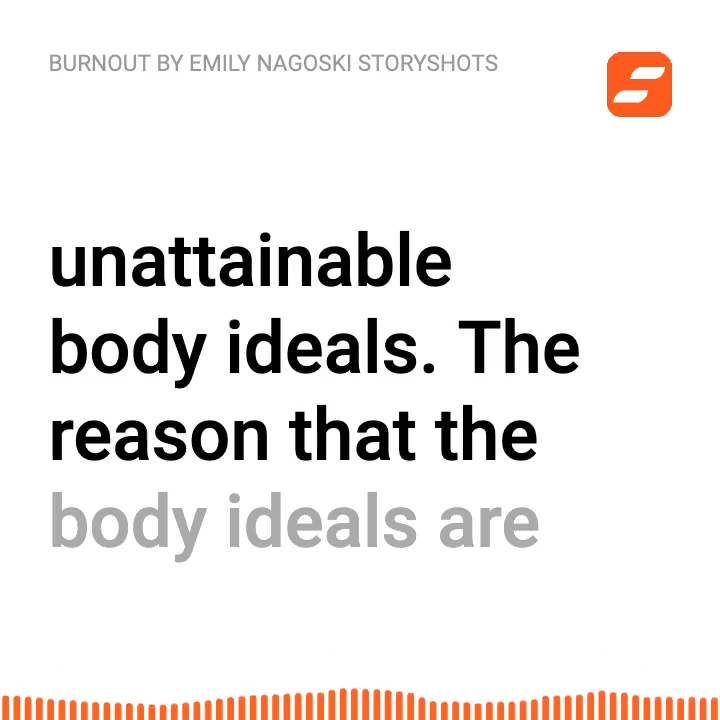 BURNOUT BY EMILY NAGOSKI STORYSHOTS
unattainable
body ideals. The
reason that the
body ideals are